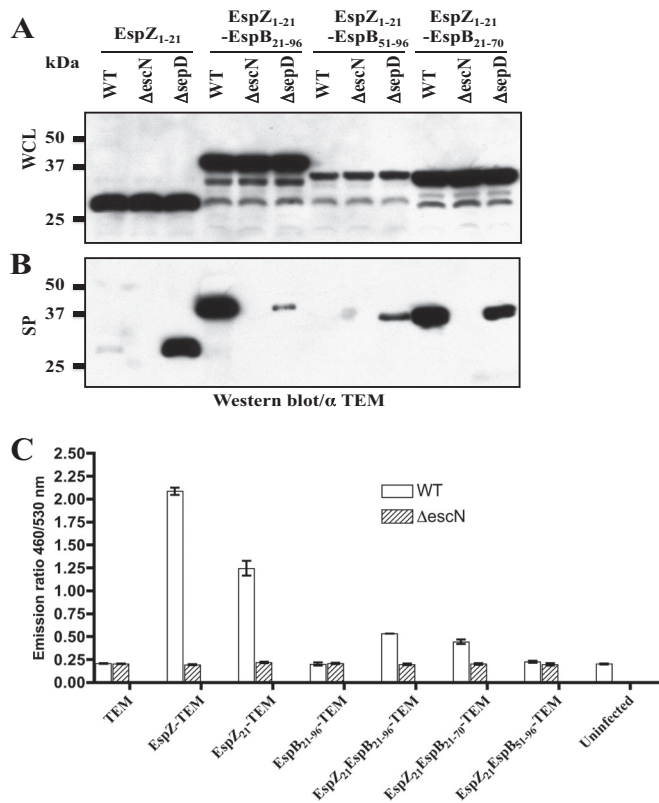 A
EspZ1-21
EspZ1-21 -EspB21-96
EspZ1-21 -EspB51-96
EspZ1-21 -EspB21-70
kDa
WT ΔescN ΔsepD WT ΔescN ΔsepD WT ΔescN ΔsepD WT ΔescN ΔsepD
WCL
50
37
25
B
SP
50
37
25
Western blot/α TEM
C
Emission ratio 460/530 nm
2.50
2.25
2.00
1.75
1.50
1.25
1.00
0.75
0.50
0.25
0.00
WT
ΔescN
TEM
EspZ-TEM
EspZ21-TEM
EspB21-96-TEM
EspZ21EspB21-96-TEM
EspZ21EspB21-70-TEM
EspZ21EspB51-96-TEM
Uninfected